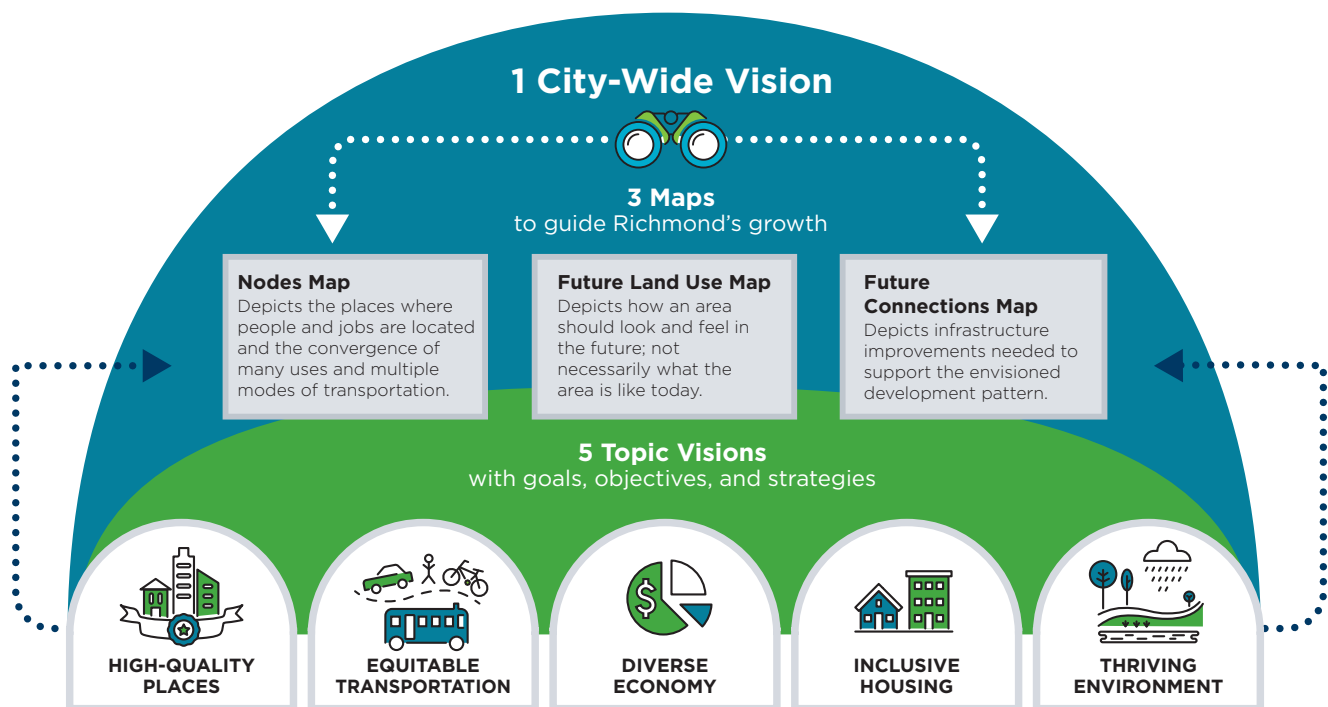 1 City-Wide Vision
3 Maps
to guide Richmond’s growth
Nodes Map
Depicts the places where
people and jobs are located
and the convergence of
many uses and multiple
modes of transportation.
Future Land Use Map
Depicts how an area
should look and feel in
the future; not
necessarily what the
area is like today.
Future
Connections Map
Depicts infrastructure
improvements needed to
support the envisioned
development pattern.
5 Topic Visions
with goals, objectives, and strategies
$
HIGH-QUALITY
PLACES
EQUITABLE
TRANSPORTATION
DIVERSE
ECONOMY
INCLUSIVE
HOUSING
THRIVING
ENVIRONMENT